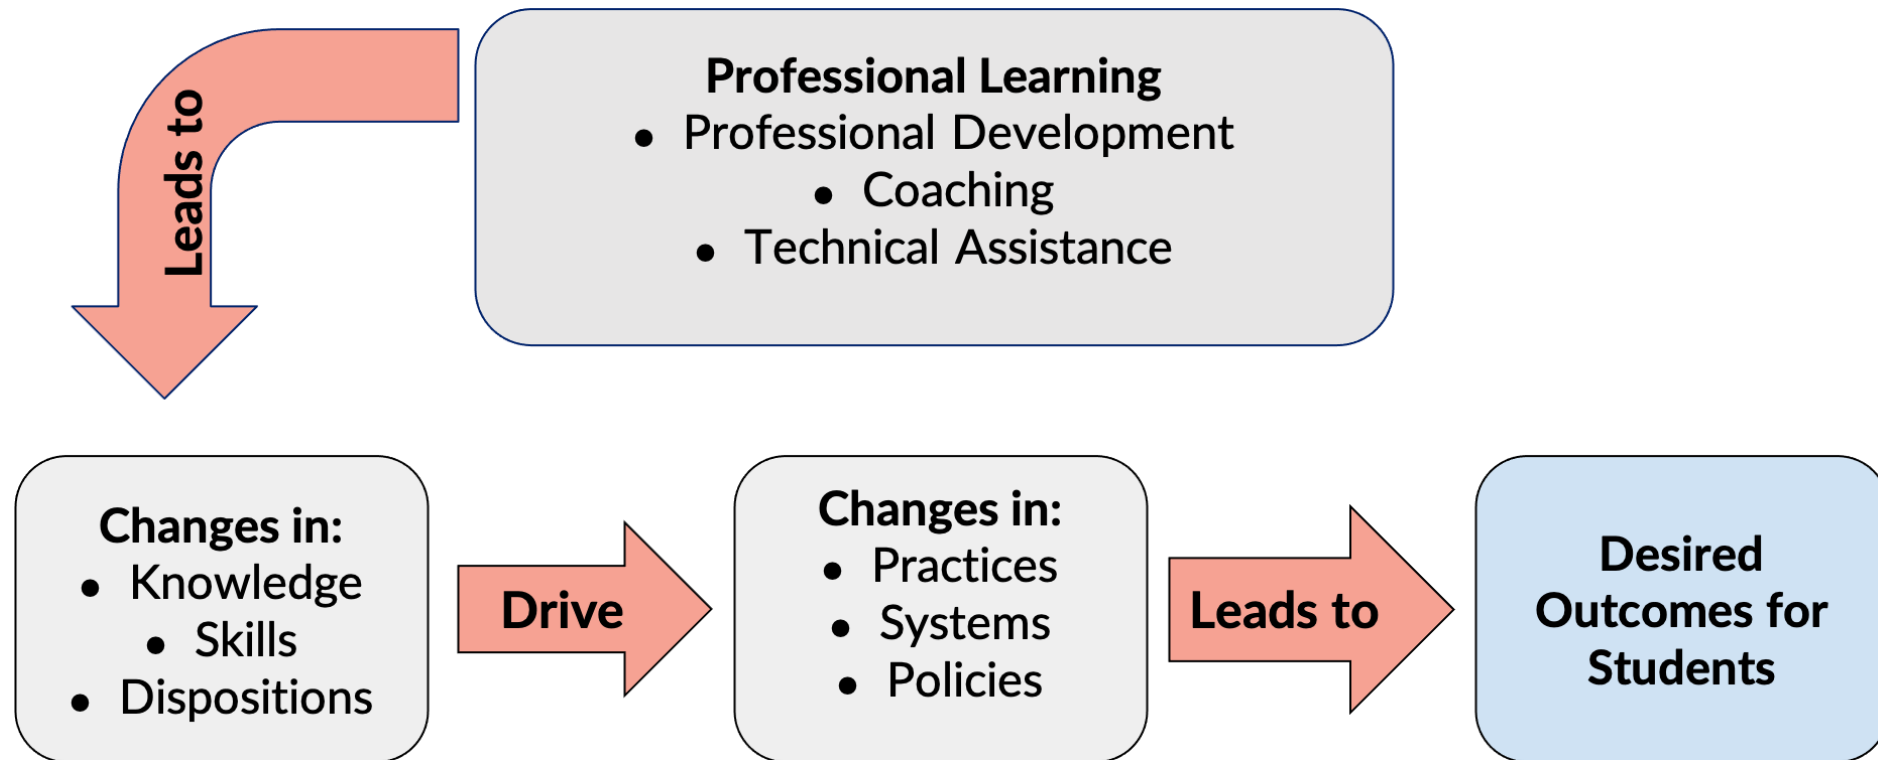 Professional Learning
● Professional Development
● Coaching
● Technical Assistance
Leads to
Changes in:
● Knowledge
● Skills
● Dispositions
Drive
Changes in:
● Practices
● Systems
● Policies
Leads to
Desired
Outcomes for
Students